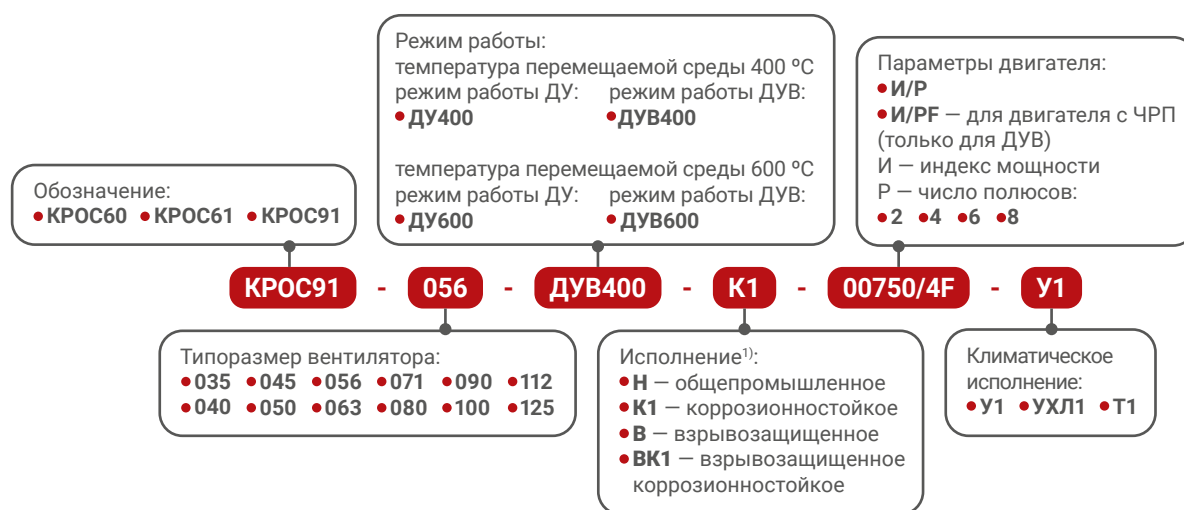 Режим работы:
температура перемещаемой среды 400 °С
режим работы ДУ: режим работы ДУВ:
• ДУ400 • ДУВ400
температура перемещаемой среды 600 °С
режим работы ДУ: режим работы ДУВ:
• ДУ600 • ДУВ600
Параметры двигателя:
• И/Р
• И/РF — для двигателя с ЧРП
(только для ДУВ)
И — индекс мощности
Р — число полюсов:
• 2 • 4 • 6 • 8
Обозначение:
• КРОС60 • КРОС61 • КРОС91
КРОС91 - 056 - ДУВ400 - К1 - 00750/4F - У1
Типоразмер вентилятора:
• 035 • 045 • 056 • 071 • 090 • 112
• 040 • 050 • 063 • 080 • 100 • 125
Исполнение1):
• Н — общепромышленное
• К1 — коррозионностойкое
• В — взрывозащищенное
• ВК1 — взрывозащищенное
коррозионностойкое
Климатическое
исполнение:
• У1 • УХЛ1 • Т1